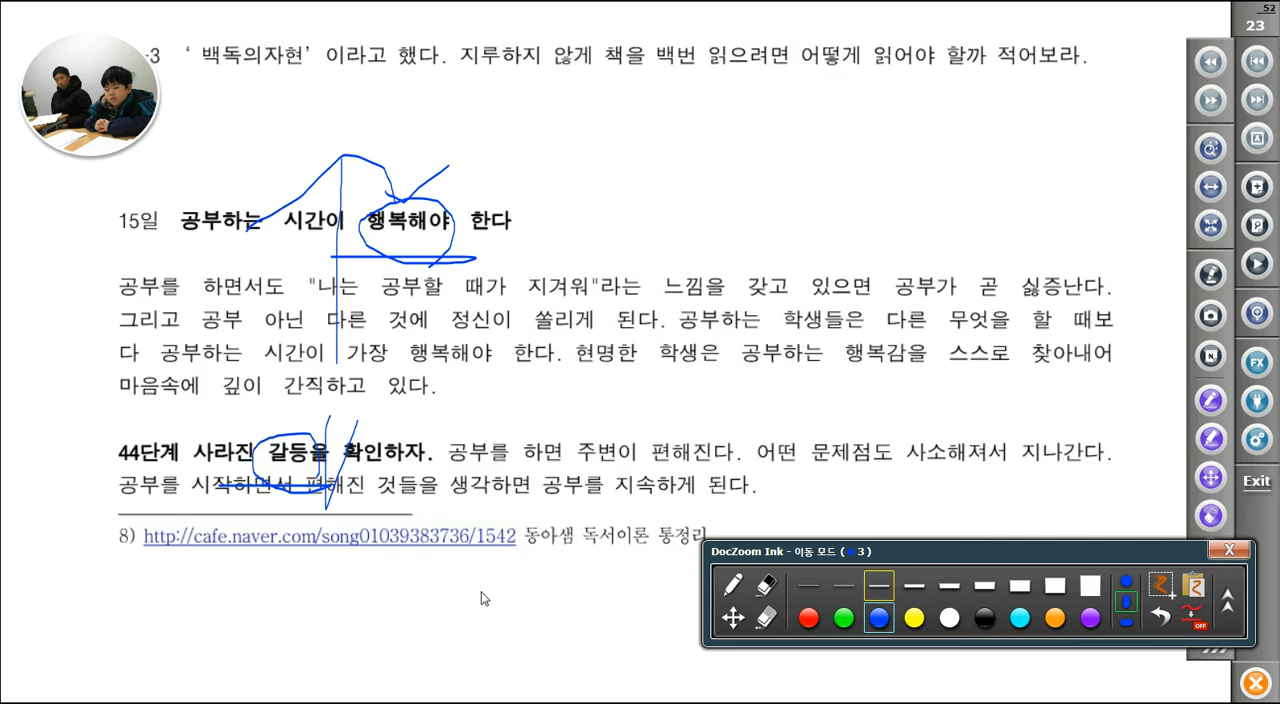 -3 ‘ 백독의자현’ 이라고 했다. 지루하지 않게 책을 백번 읽으려면 어떻게 읽어야 할까 적어보라.
15일 공부하는 시간이 행복해야 한다
공부를 하면서도 "나는 공부할 때가 지겨워"라는 느낌을 갖고 있으면 공부가 곧 싫증난다.
그리고 공부 아닌 다른 것에 정신이 쏠리게 된다. 공부하는 학생들은 다른 무엇을 할 때보
다 공부하는 시간이 가장 행복해야 한다. 현명한 학생은 공부하는 행복감을 스스로 찾아내어
마음속에 깊이 간직하고 있다.
44단계 사라진 갈등을 확인하자. 공부를 하면 주변이 편해진다. 어떤 문제점도 사소해져서 지나간다.
공부를 시작하면서 편해진 것들을 생각하면 공부를 지속하게 된다.
8) http://cafe.naver.com/song01039383736/1542 동아샘 독서이론 통정리
DocZoom Ink - 이동 모드 ( 3 )
OFF
52
23
A
N
FX
Exit